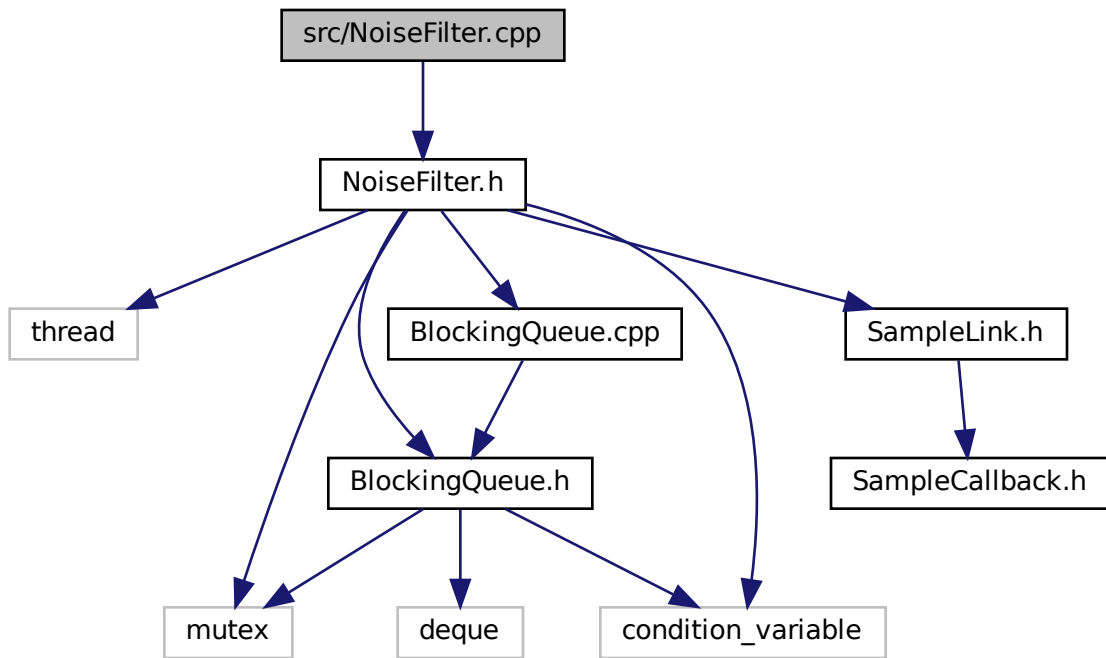 src/NoiseFilter.cpp
NoiseFilter.h
thread
BlockingQueue.cpp
SampleLink.h
BlockingQueue.h
SampleCallback.h
mutex
deque
condition_variable